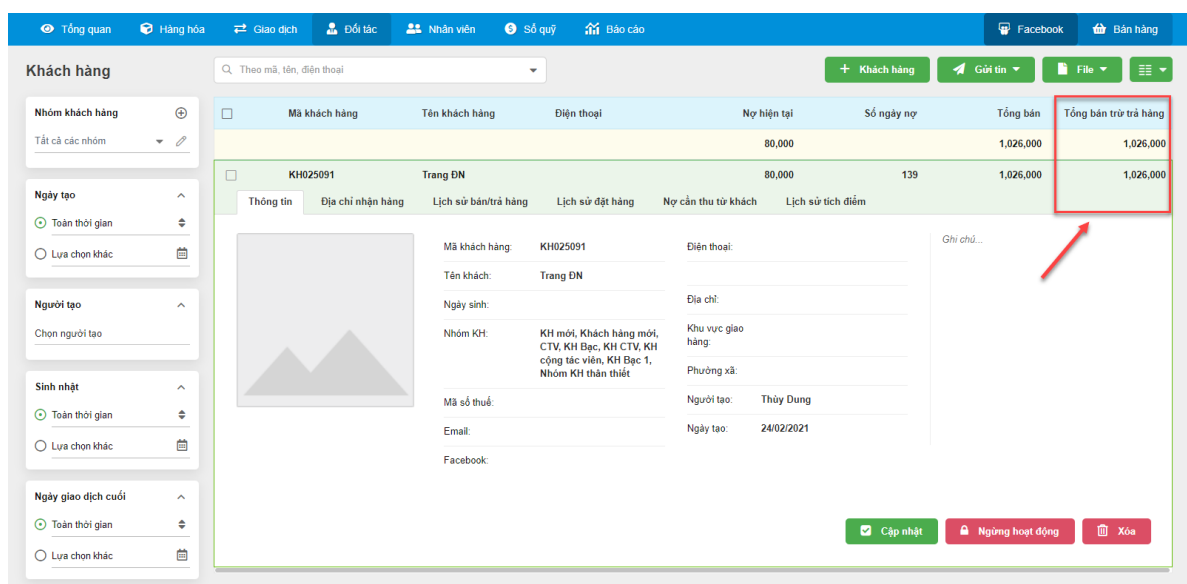 Tổng quan Hàng hóa Giao dịch Đối tác Nhân viên Sổ quỹ Báo cáo Facebook Bán hàng
Khách hàng
Theo mã, tên, điện thoại
+ Khách hàng Gửi tin File
Nhóm khách hàng
Tất cả các nhóm
Mã khách hàng Tên khách hàng Điện thoại Nợ hiện tại Số ngày nợ Tổng bán Tổng bán trừ trả hàng
80,000 1,026,000 1,026,000
KH025091 Trang ĐN 80,000 139 1,026,000 1,026,000
Thông tin Địa chỉ nhận hàng Lịch sử bán/trả hàng Lịch sử đặt hàng Nợ cần thu từ khách Lịch sử tích điểm
Ngày tạo
Toàn thời gian
Lựa chọn khác
Người tạo
Chọn người tạo
Sinh nhật
Toàn thời gian
Lựa chọn khác
Ngày giao dịch cuối
Toàn thời gian
Lựa chọn khác
Mã khách hàng: KH025091
Tên khách: Trang ĐN
Ngày sinh:
Nhóm KH: KH mới, Khách hàng mới,
CTV, KH Bạc, KH CTV, KH
cộng tác viên, KH Bạc 1,
Nhóm KH thân thiết
Mã số thuế:
Email:
Facebook:
Điện thoại:
Địa chỉ:
Khu vực giao
hàng:
Phường xã:
Người tạo: Thùy Dung
Ngày tạo: 24/02/2021
Ghi chú...
Cập nhật Ngừng hoạt động Xóa